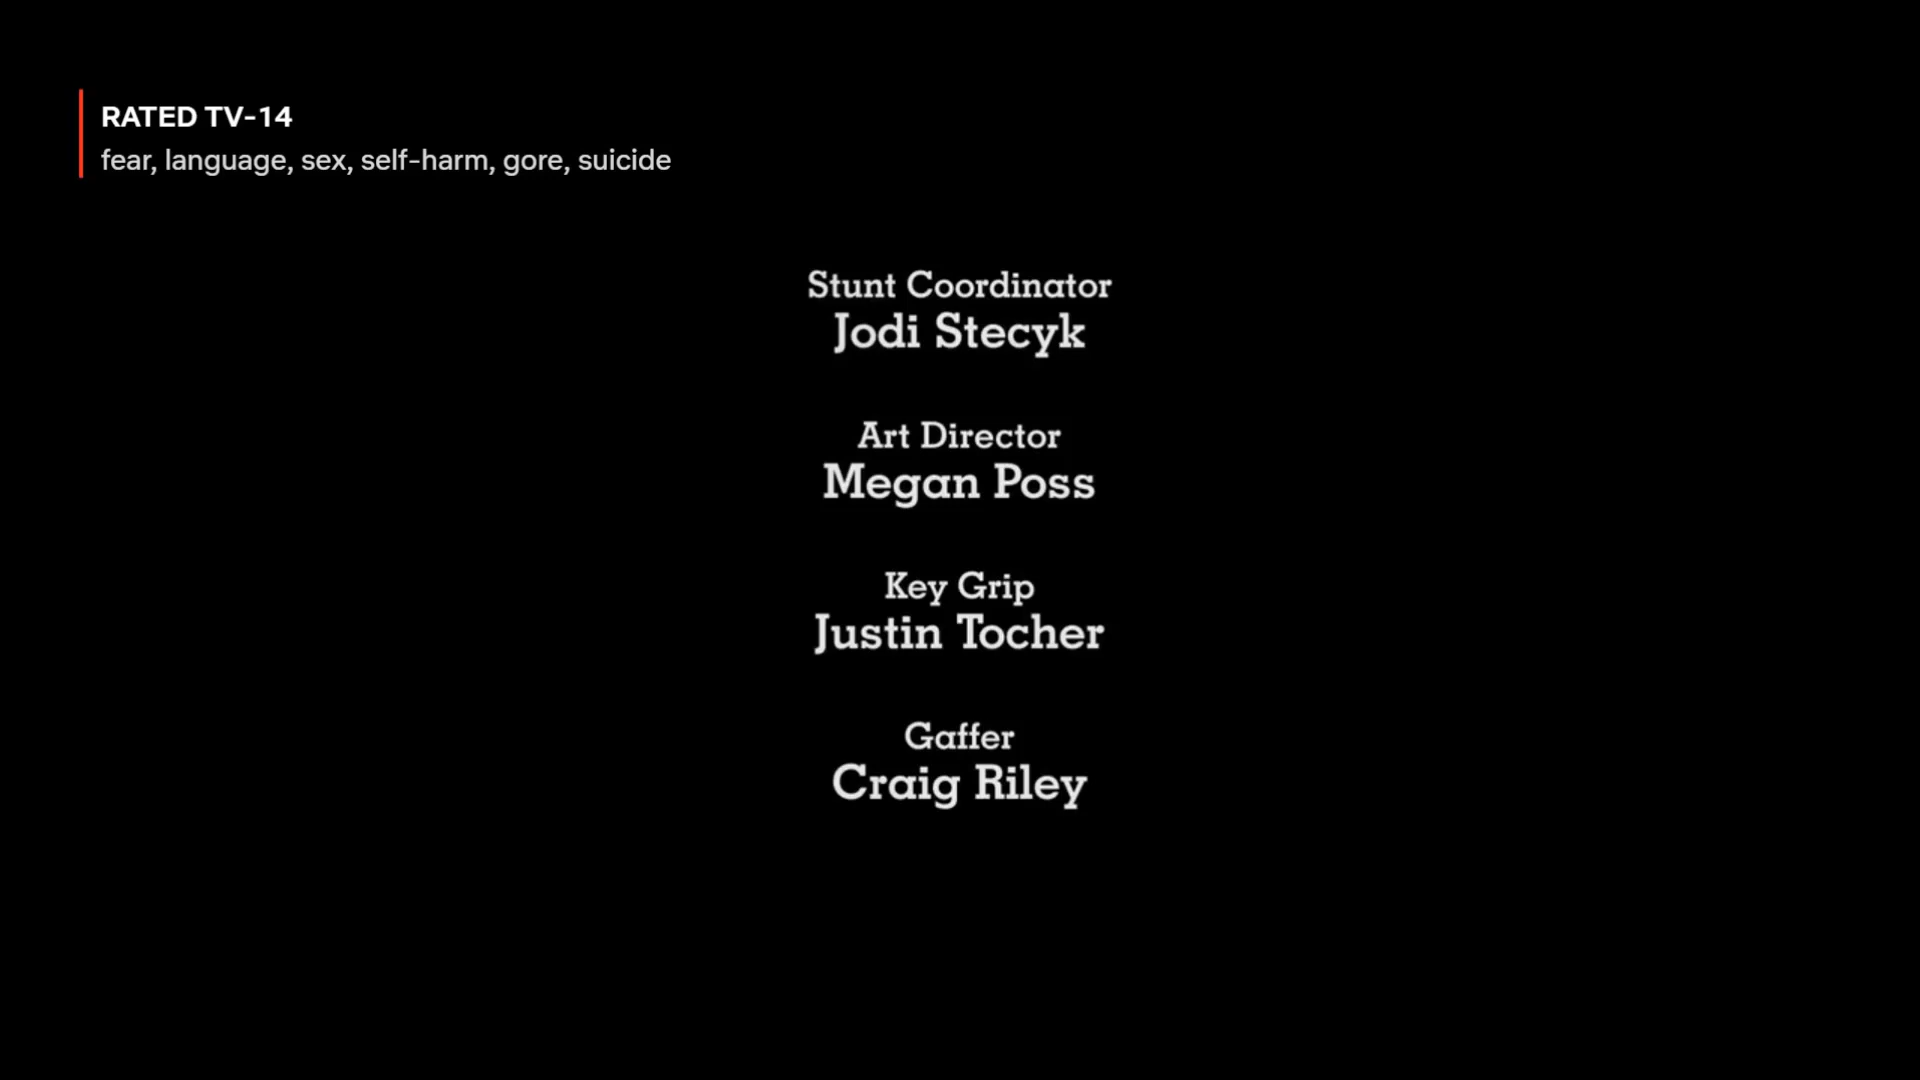 RATED TV-14
fear, language, sex, self-harm, gore, suicide
Stunt Coordinator
Jodi Stecyk
Art Director
Megan Poss
Key Grip
Justin Tocher
Gaffer
Craig Riley